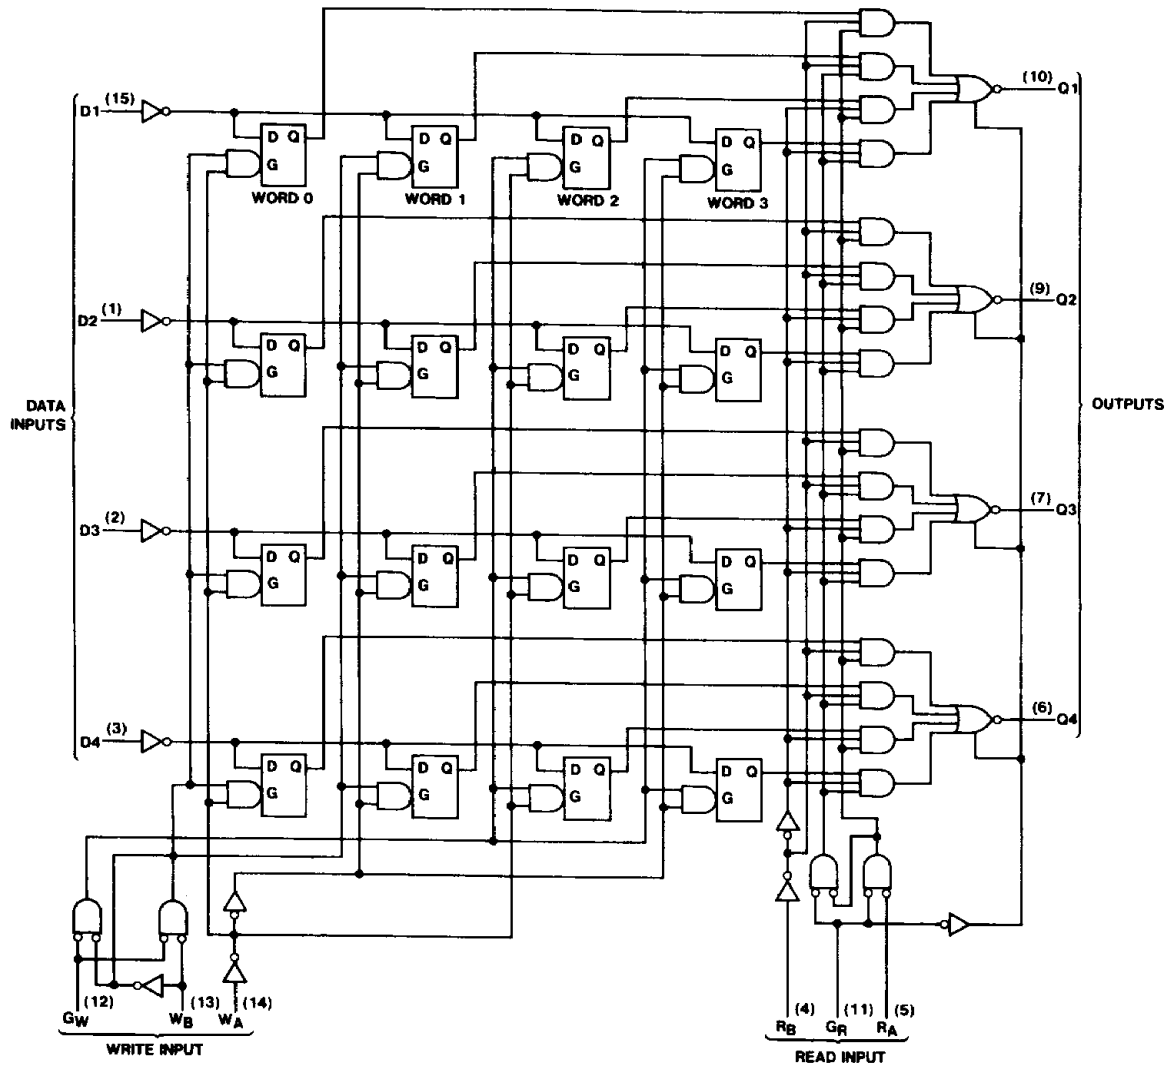 (15)
D1
(10)
Q1
D Q
G
WORD 0
D Q
G
WORD 1
D Q
G
WORD 2
D Q
G
WORD 3
(1)
D2
(9)
Q2
D Q
G
D Q
G
D Q
G
D Q
G
DATA
INPUTS
OUTPUTS
(2)
D3
(7)
Q3
D Q
G
D Q
G
D Q
G
D Q
G
(3)
D4
(6)
Q4
D Q
G
D Q
G
D Q
G
D Q
G
(12)
GW
(13)
WB
(14)
WA
WRITE INPUT
(4)
RB
(11)
GR
(5)
RA
READ INPUT